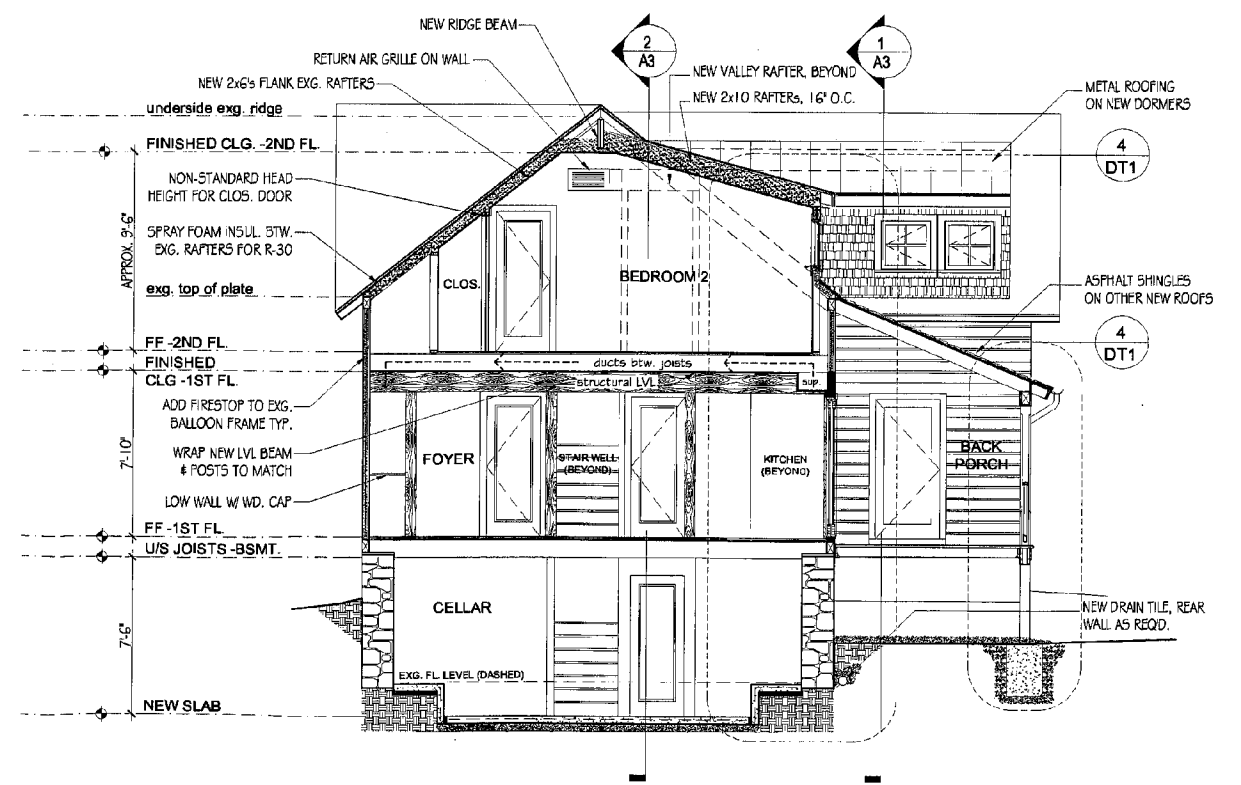 NEW RIDGE BEAM
2
A3
1
A3
RETURN AIR GRILLE ON WALL
NEW VALLEY RAFTER, BEYOND
NEW 2x6's FLANK EXG. RAFTERS
NEW 2x10 RAFTERS, 16" O.C.
METAL ROOFING
ON NEW DORMERS
underside exg. ridge
FINISHED CLG. -2ND FL.
4
DT1
NON-STANDARD HEAD
HEIGHT FOR CLOS. DOOR
APPROX. 9'-6"
SPRAY FOAM INSUL. BTW.
EXG. RAFTERS FOR R-30
CLOS.
BEDROOM 2
exg. top of plate
ASPHALT SHINGLES
ON OTHER NEW ROOFS
FF -2ND FL.
4
DT1
FINISHED
CLG -1ST FL.
ducts btw. joists
structural LVL
sup.
ADD FIRESTOP TO EXG.
BALLOON FRAME TYP.
7'-10"
WRAP NEW LVL BEAM
& POSTS TO MATCH
FOYER
STAIR WELL
(BEYOND)
KITCHEN
(BEYOND)
BACK
PORCH
LOW WALL W/ WD. CAP
FF -1ST FL.
U/S JOISTS -BSMT.
CELLAR
NEW DRAIN TILE, REAR
WALL AS REQ'D.
7'-6"
EXG. FL. LEVEL (DASHED)
NEW SLAB